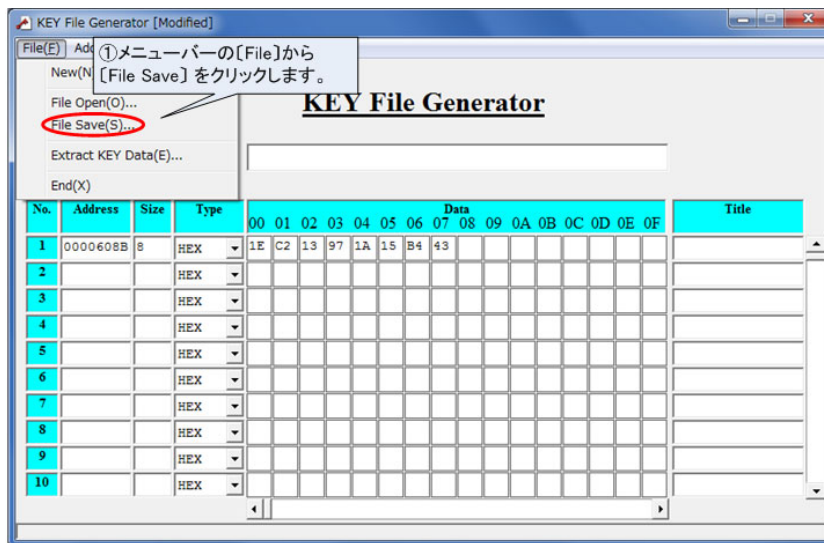 KEY File Generator [Modified]
File(F) Add
①メニューバーの〔File〕から
〔File Save〕をクリックします。
New(N)
File Open(O)...
File Save(S)...
Extract KEY Data(E)...
End(X)
KEY File Generator
No. Address Size Type Data Title
00 01 02 03 04 05 06 07 08 09 0A 0B 0C 0D 0E 0F
1 0000608B 8 HEX 1E C2 13 97 1A 15 B4 43
2 HEX
3 HEX
4 HEX
5 HEX
6 HEX
7 HEX
8 HEX
9 HEX
10 HEX